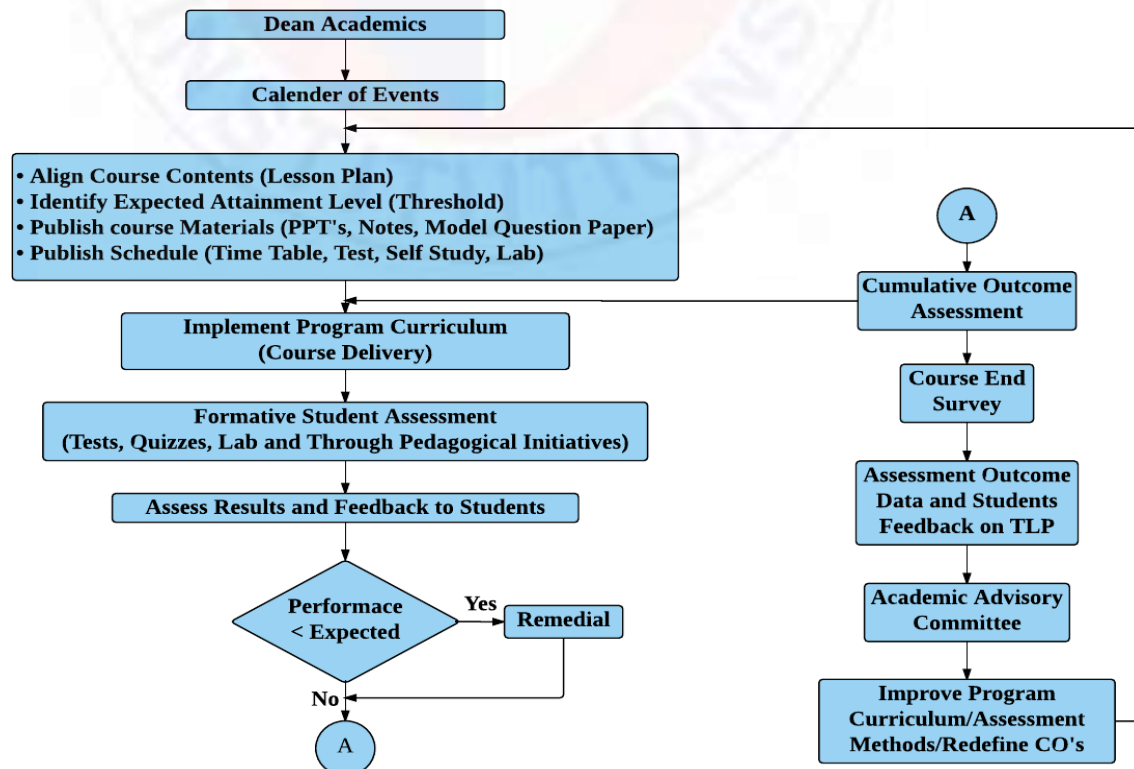 Dean Academics
Calender of Events
• Align Course Contents (Lesson Plan)
• Identify Expected Attainment Level (Threshold)
• Publish course Materials (PPT's, Notes, Model Question Paper)
• Publish Schedule (Time Table, Test, Self Study, Lab)
Implement Program Curriculum
(Course Delivery)
Formative Student Assessment
(Tests, Quizzes, Lab and Through Pedagogical Initiatives)
Assess Results and Feedback to Students
Performace
< Expected
Yes
Remedial
No
A
A
Cumulative Outcome
Assessment
Course End
Survey
Assessment Outcome
Data and Students
Feedback on TLP
Academic Advisory
Committee
Improve Program
Curriculum/Assessment
Methods/Redefine CO's